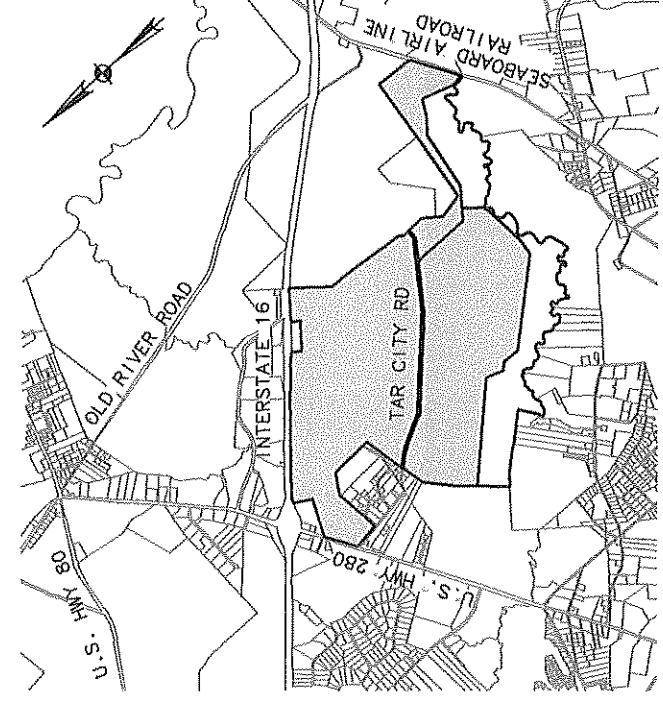 SEABOARD AIRLINE
RAILROAD
OLD RIVER ROAD
INTERSTATE 16
TAR CITY RD
U.S. HWY 80
U.S. HWY 280